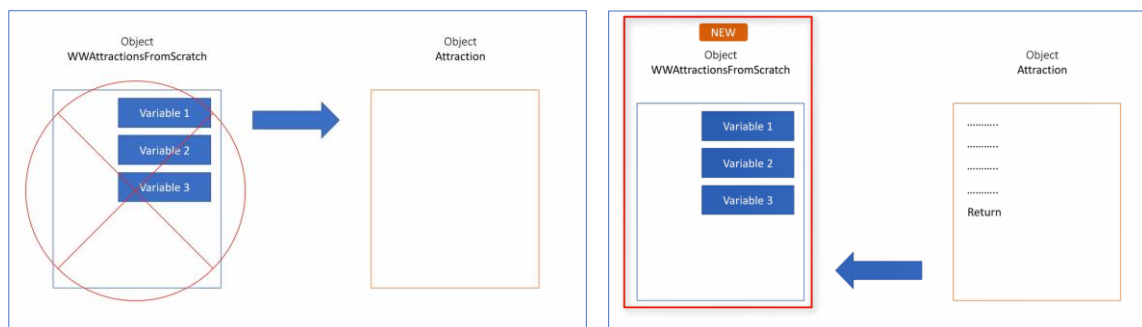 Object
WWAttractionsFromScratch
Variable 1
Variable 2
Variable 3
Object
Attraction
NEW
Object
WWAttractionsFromScratch
Variable 1
Variable 2
Variable 3
Object
Attraction
...........
...........
...........
...........
Return